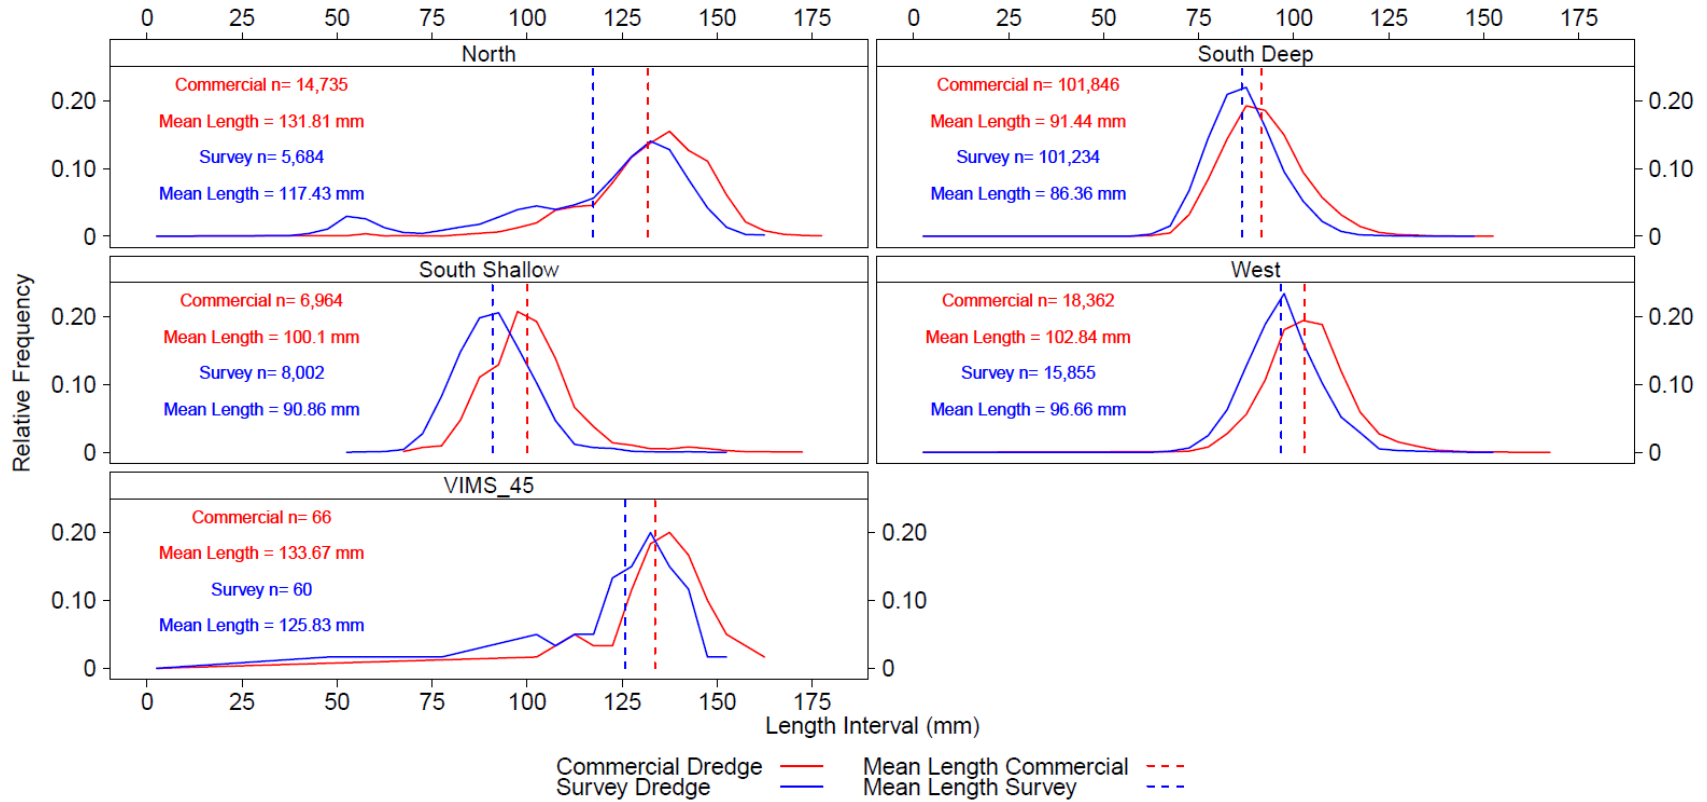 0 25 50 75 100 125 150 175 0 25 50 75 100 125 150 175
North
Commercial n= 14,735
Mean Length = 131.81 mm
Survey n= 5,684
Mean Length = 117.43 mm
0.20
0.10
0
South Deep
Commercial n= 101,846
Mean Length = 91.44 mm
Survey n= 101,234
Mean Length = 86.36 mm
0.20
0.10
0
South Shallow
Commercial n= 6,964
Mean Length = 100.1 mm
Survey n= 8,002
Mean Length = 90.86 mm
0.20
0.10
0
West
Commercial n= 18,362
Mean Length = 102.84 mm
Survey n= 15,855
Mean Length = 96.66 mm
0.20
0.10
0
VIMS_45
Commercial n= 66
Mean Length = 133.67 mm
Survey n= 60
Mean Length = 125.83 mm
0.20
0.10
0
0.20
0.10
0
Relative Frequency
0 25 50 75 100 125 150 175
Length Interval (mm)
Commercial Dredge Mean Length Commercial
Survey Dredge Mean Length Survey